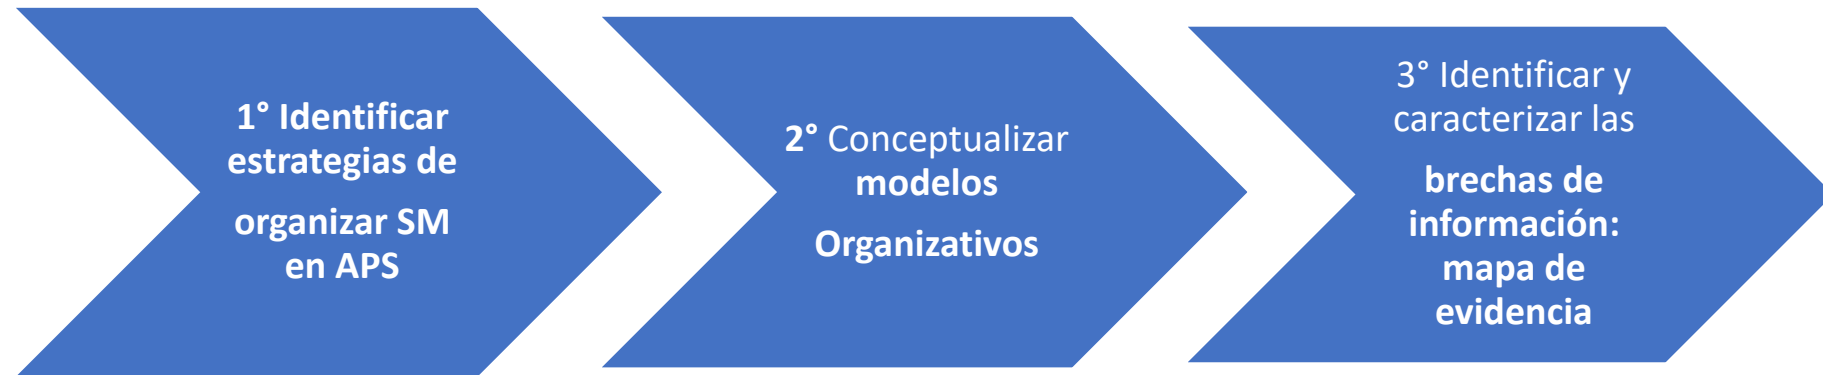 1° Identificar
estrategias de
organizar SM
en APS
2° Conceptualizar
modelos
Organizativos
3° Identificar y
caracterizar las
brechas de
información:
mapa de
evidencia